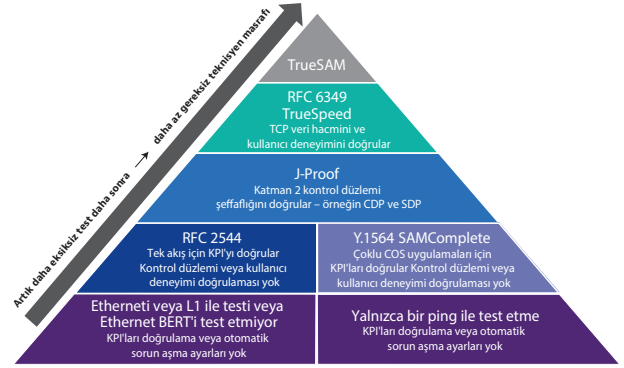 TrueSAM
RFC 6349
TrueSpeed
TCP veri hacmini ve
kullanıcı deneyimini doğrular
J-Proof
Katman 2 kontrol düzlemi
şeffaflığını doğrular – örneğin CDP ve SDP
RFC 2544
Tek akış için KPI'yı doğrular
Kontrol düzlemi veya kullanıcı
deneyimi doğrulaması yok
Y.1564 SAMComplete
Çoklu COS uygulamaları için
KPI'ları doğrular Kontrol düzlemi veya
kullanıcı deneyimi doğrulaması yok
Etherneti veya L1 ile testi veya
Ethernet BERT'i test etmiyor
KPI'ları doğrulama veya otomatik
sorun aşma ayarları yok
Yalnızca bir ping ile test etme
KPI'ları doğrulama veya otomatik
sorun aşma ayarları yok
Artık daha eksiksiz test daha sonra → daha az gereksiz teknisyen masrafı